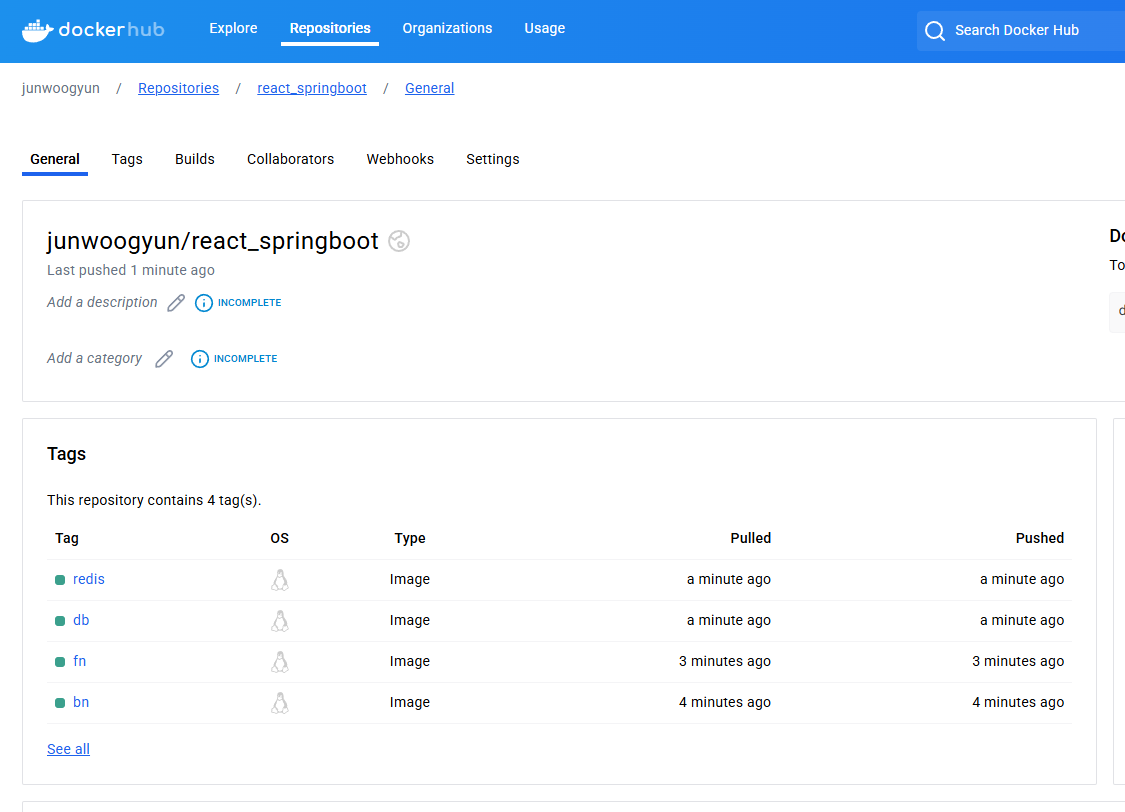 dockerhub Explore Repositories Organizations Usage Search Docker Hub
junwoogyun / Repositories / react_springboot / General
General Tags Builds Collaborators Webhooks Settings
junwoogyun/react_springboot
Last pushed 1 minute ago
Add a description INCOMPLETE
Add a category INCOMPLETE
To
Tags
This repository contains 4 tag(s).
Tag OS Type Pulled Pushed
redis Image a minute ago a minute ago
db Image a minute ago a minute ago
fn Image 3 minutes ago 3 minutes ago
bn Image 4 minutes ago 4 minutes ago
See all